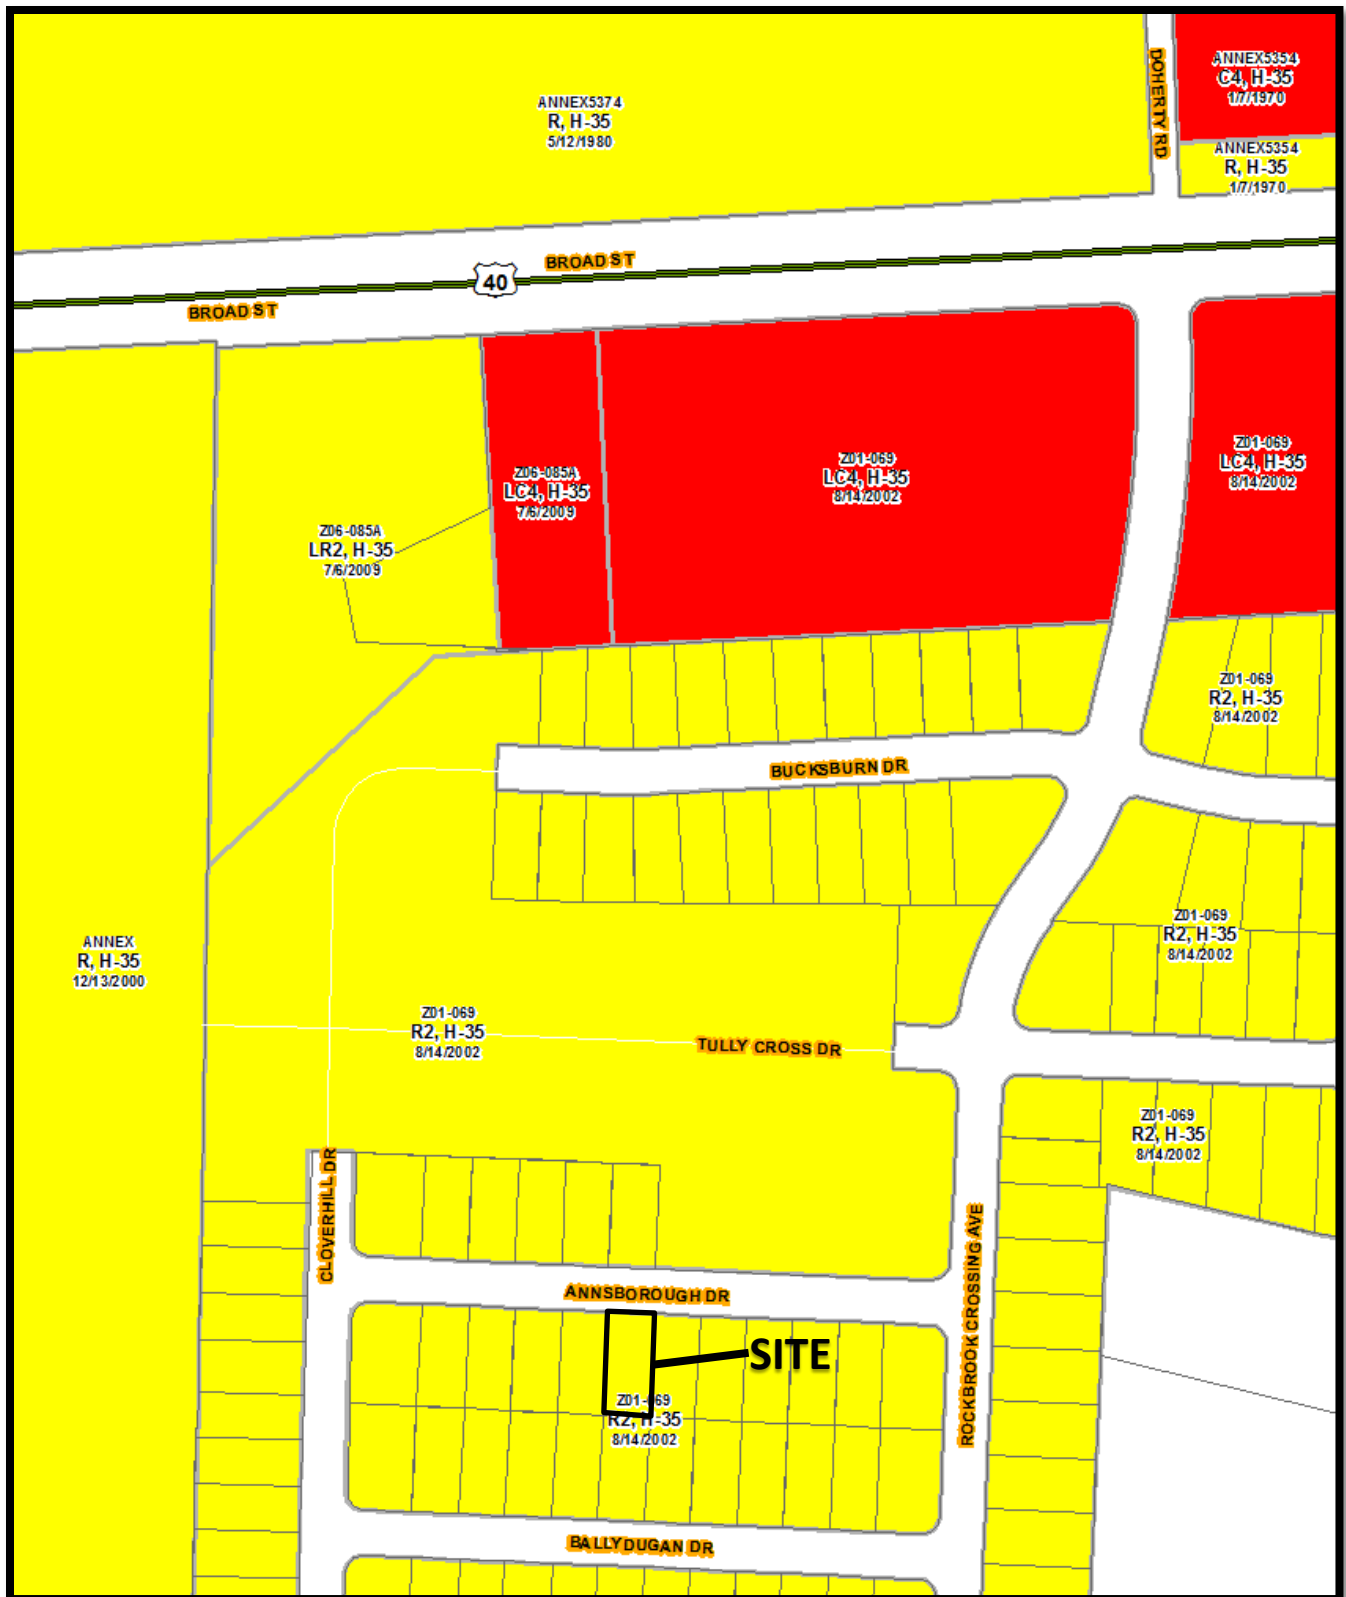 ANNEX5354
C4, H-35
1/7/1970
DOHERTY RD
ANNEX5374
R, H-35
5/12/1980
ANNEX5354
R, H-35
1/7/1970
BROAD ST
40
BROAD ST
Z06-085A
LC4, H-35
7/6/2009
Z01-069
LC4, H-35
8/14/2002
Z01-069
LC4, H-35
8/14/2002
Z06-085A
LR2, H-35
7/6/2009
Z01-069
R2, H-35
8/14/2002
BUCKSBURN DR
Z01-069
R2, H-35
8/14/2002
ANNEX
R, H-35
12/13/2000
Z01-069
R2, H-35
8/14/2002
TULLY CROSS DR
Z01-069
R2, H-35
8/14/2002
CLOVERHILL DR
ROCKBROOK CROSSING AVE
ANNSBOROUGH DR
SITE
Z01-069
R2, H-35
8/14/2002
BALLYDUGAN DR